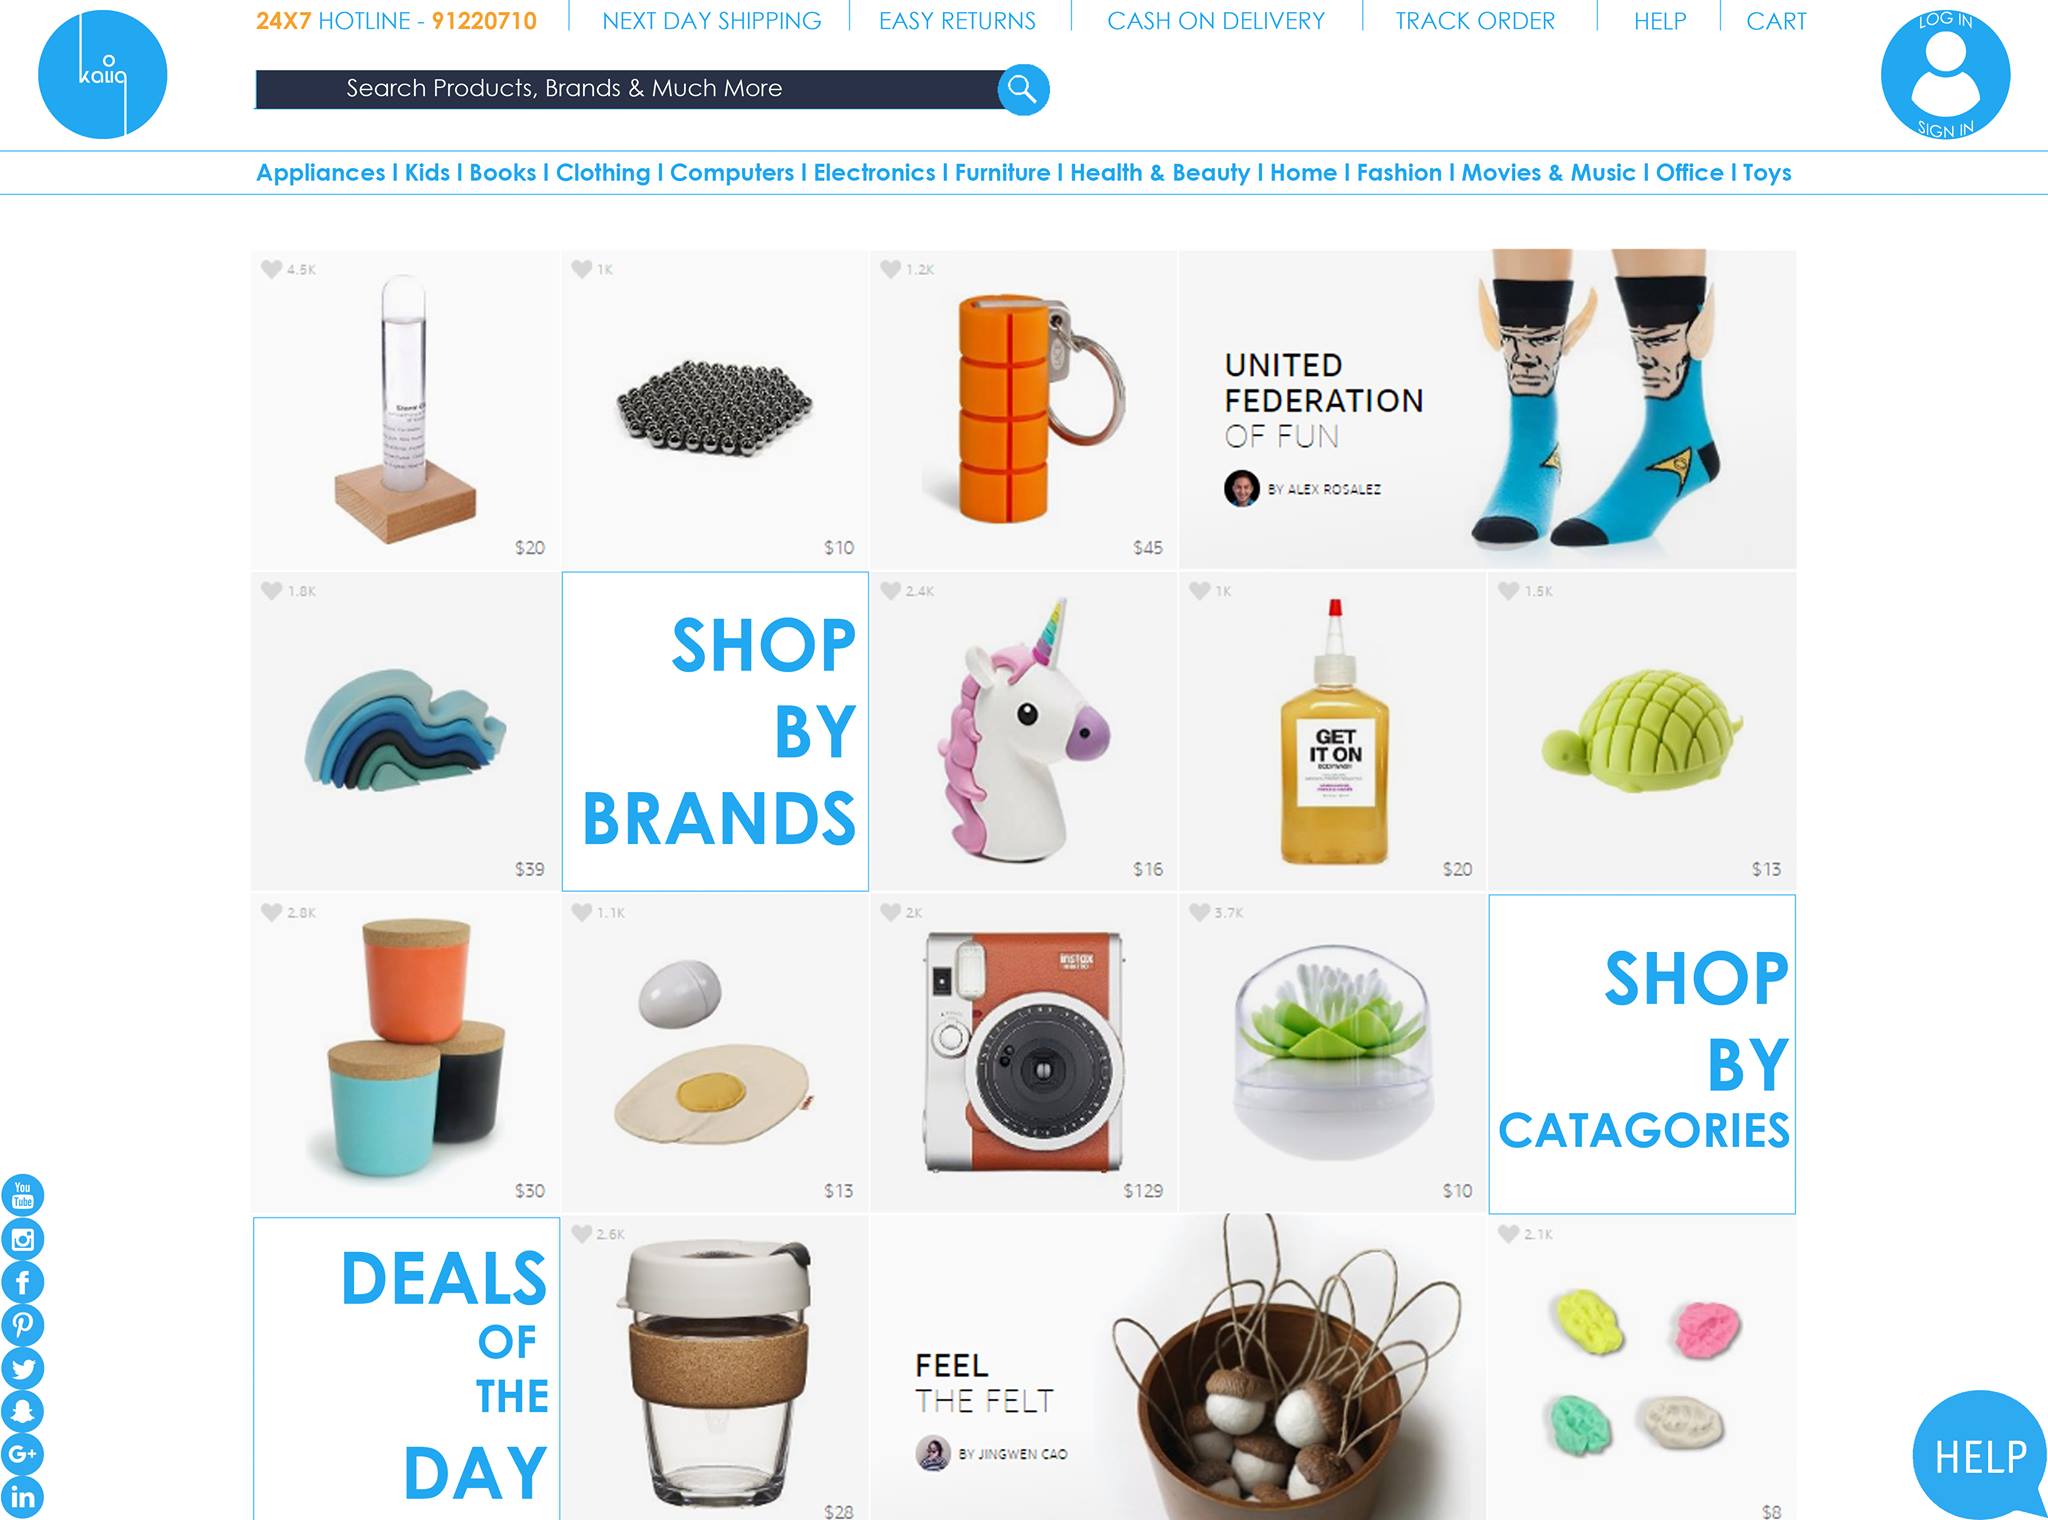 24X7 HOTLINE - 91220710
NEXT DAY SHIPPING
EASY RETURNS
CASH ON DELIVERY
TRACK ORDER
HELP
CART
LOG IN
SIGN IN
kaliq
Search Products, Brands & Much More
Appliances l Kids l Books l Clothing l Computers l Electronics l Furniture l Health & Beauty l Home l Fashion l Movies & Music l Office l Toys
4.5K
$20
1K
$10
1.2K
$45
UNITED
FEDERATION
OF FUN
BY ALEX ROSALEZ
1.8K
$39
SHOP
BY
BRANDS
2.4K
$16
1K
GET
IT ON
BODYWASH
$20
1.5K
$13
2.8K
$30
1.1K
$13
2K
instax
$129
3.7K
$10
SHOP
BY
CATAGORIES
DEALS
OF
THE
DAY
2.6K
$28
FEEL
THE FELT
BY JINGWEN CAO
2.1K
$8
You
Tube
f
G+
in
HELP